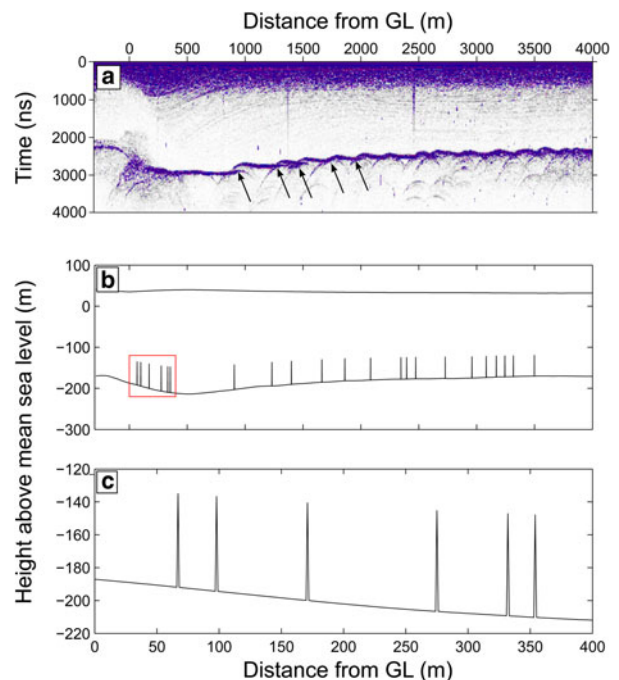 Distance from GL (m)
0 500 1000 1500 2000 2500 3000 3500 4000
a
Time (ns)
0
1000
2000
3000
4000
b
Height above mean sea level (m)
100
0
−100
−200
−300
c
−120
−140
−160
−180
−200
−220
0 50 100 150 200 250 300 350 400
Distance from GL (m)